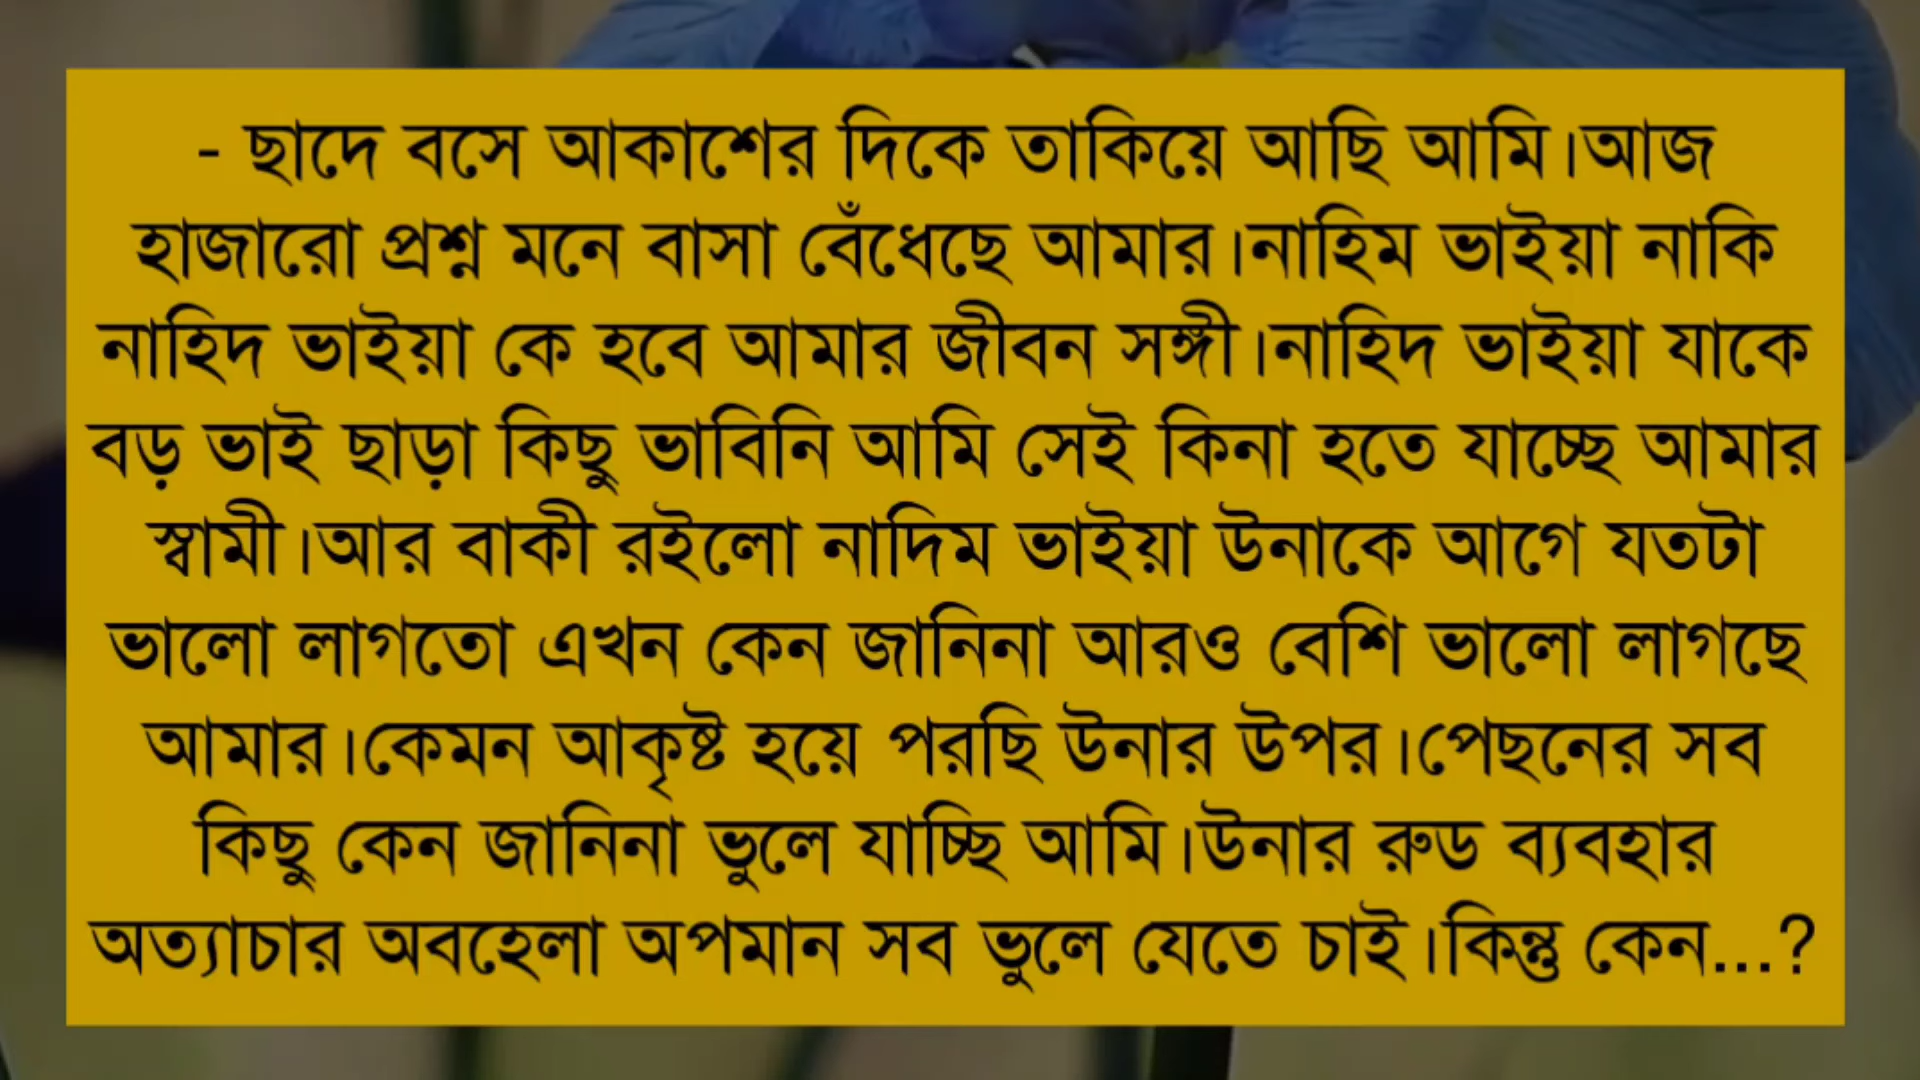 - ছাদে বসে আকাশের দিকে তাকিয়ে আছি আমি।আজ
হাজারো প্রশ্ন মনে বাসা বেঁধেছে আমার।নাহিম ভাইয়া নাকি
নাহিদ ভাইয়া কে হবে আমার জীবন সঙ্গী।নাহিদ ভাইয়া যাকে
বড় ভাই ছাড়া কিছু ভাবিনি আমি সেই কিনা হতে যাচ্ছে আমার
স্বামী।আর বাকী রইলো নাদিম ভাইয়া উনাকে আগে যতটা
ভালো লাগতো এখন কেন জানিনা আরও বেশি ভালো লাগছে
আমার।কেমন আকৃষ্ট হয়ে পরছি উনার উপর।পেছনের সব
কিছু কেন জানিনা ভুলে যাচ্ছি আমি।উনার রুড ব্যবহার
অত্যাচার অবহেলা অপমান সব ভুলে যেতে চাই।কিন্তু কেন...?